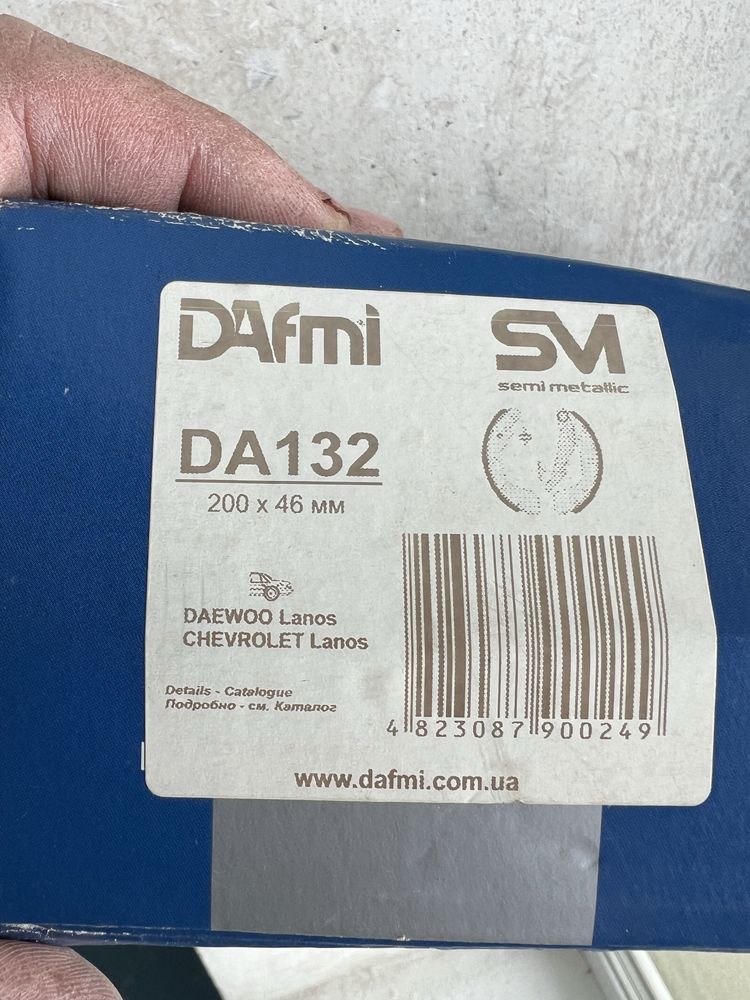 DAfmi
SM
semi metallic
DA132
200 x 46 мм
DAEWOO Lanos
CHEVROLET Lanos
Details - Catalogue
Подробно - см. Каталог
4 823087 900249
www.dafmi.com.ua